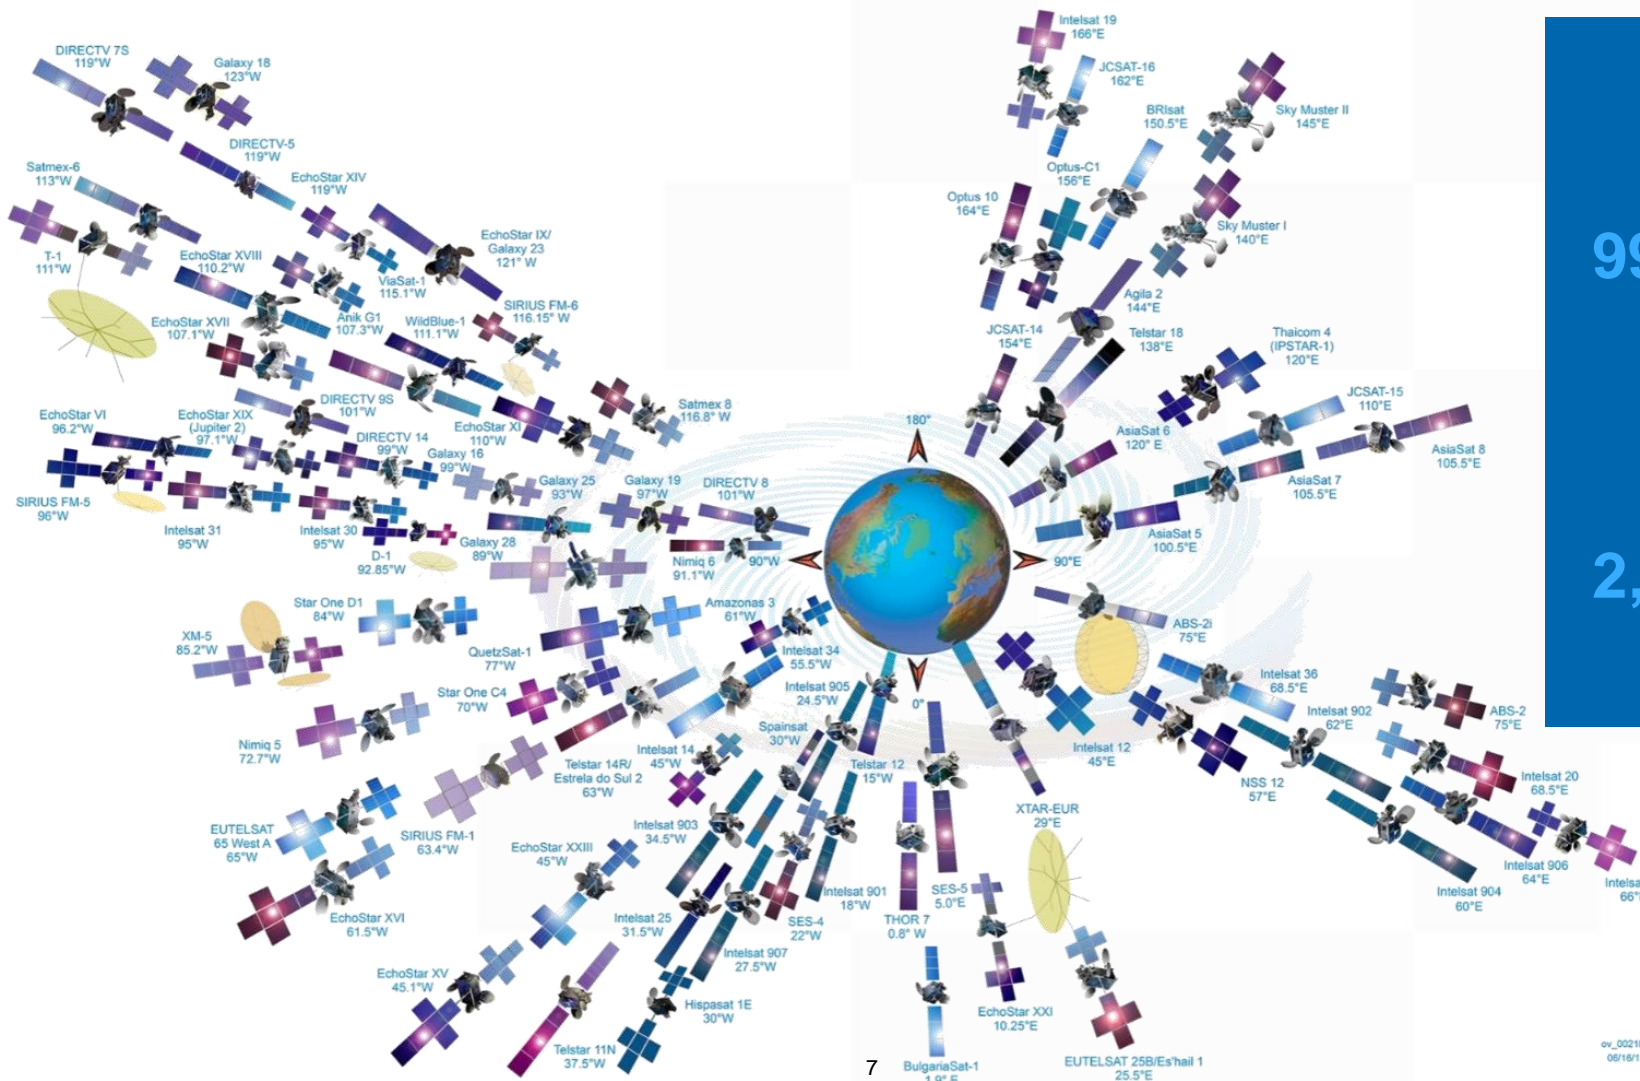 DIRECTV 7S
119°W
Galaxy 18
123°W
DIRECTV-5
119°W
Satmex-6
113°W
EchoStar XIV
119°W
T-1
111°W
EchoStar XVIII
110.2°W
EchoStar IX/
Galaxy 23
121° W
ViaSat-1
115.1°W
SIRIUS FM-6
116.15° W
Anik G1
107.3°W
WildBlue-1
111.1°W
EchoStar XVII
107.1°W
DIRECTV 9S
101°W
Satmex 8
116.8° W
EchoStar VI
96.2°W
EchoStar XIX
(Jupiter 2)
97.1°W
EchoStar XI
110°W
DIRECTV 14
99°W
Galaxy 16
99°W
SIRIUS FM-5
96°W
Intelsat 31
95°W
Intelsat 30
95°W
D-1
92.85°W
Galaxy 25
93°W
Galaxy 19
97°W
DIRECTV 8
101°W
Galaxy 28
89°W
Nimiq 6
91.1°W
90°W
180°
90°E
0°
Star One D1
84°W
XM-5
85.2°W
QuetzSat-1
77°W
Amazonas 3
61°W
Intelsat 34
55.5°W
Star One C4
70°W
Nimiq 5
72.7°W
Telstar 14R/
Estrela do Sul 2
63°W
Intelsat 14
45°W
Intelsat 905
24.5°W
Spainsat
30°W
Telstar 12
15°W
EUTELSAT
65 West A
65°W
SIRIUS FM-1
63.4°W
EchoStar XVI
61.5°W
EchoStar XXIII
45°W
Intelsat 903
34.5°W
Intelsat 25
31.5°W
Intelsat 901
18°W
SES-4
22°W
Intelsat 907
27.5°W
EchoStar XV
45.1°W
Telstar 11N
37.5°W
Hispasat 1E
30°W
THOR 7
0.8° W
SES-5
5.0°E
BulgariaSat-1
1.9° E
XTAR-EUR
29°E
EchoStar XXI
10.25°E
EUTELSAT 25B/Es'hail 1
25.5°E
Intelsat 12
45°E
NSS 12
57°E
ABS-2i
75°E
Intelsat 36
68.5°E
Intelsat 902
62°E
ABS-2
75°E
Intelsat 20
68.5°E
Intelsat 906
64°E
Intelsat 904
60°E
66°
Intelsat 19
166°E
JCSAT-16
162°E
BRIsat
150.5°E
Sky Muster II
145°E
Optus-C1
156°E
Optus 10
164°E
Sky Muster I
140°E
Agila 2
144°E
JCSAT-14
154°E
Telstar 18
138°E
Thaicom 4
(IPSTAR-1)
120°E
JCSAT-15
110°E
AsiaSat 6
120° E
AsiaSat 8
105.5°E
AsiaSat 7
105.5°E
AsiaSat 5
100.5°E
99
2,
7